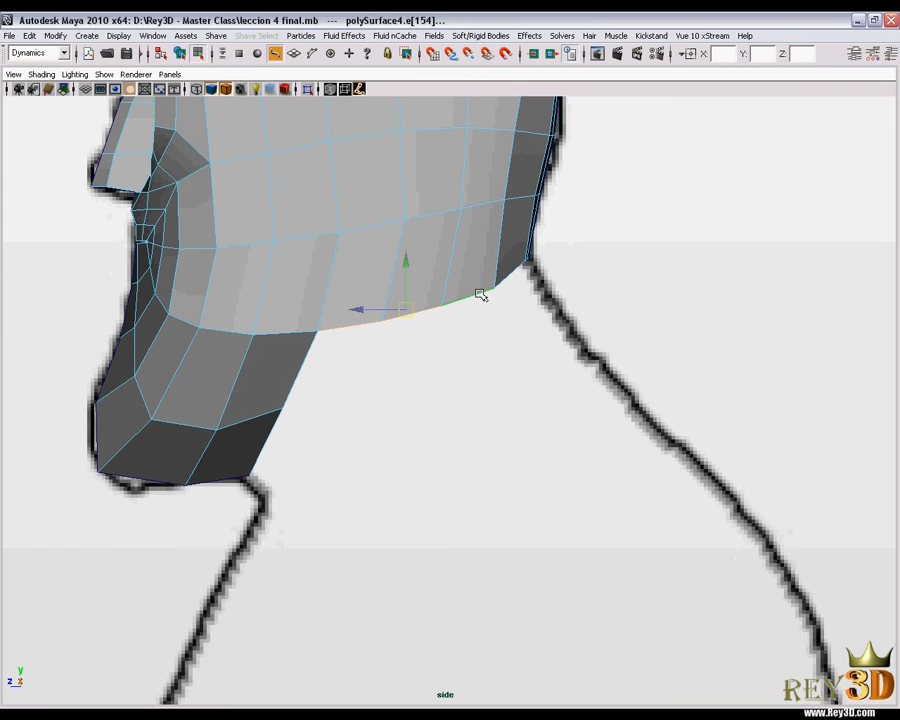 Autodesk Maya 2010 x64: D:\Rey3D - Master Class\leccion 4 final.mb --- polySurface4.e[154]...
File Edit Modify Create Display Window Assets Share Share Select Particles Fluid Effects Fluid nCache Fields Soft/Rigid Bodies Effects Solvers Hair Muscle Kickstand Vue 10 xStream Help
Dynamics X: Y: Z:
View Shading Lighting Show Renderer Panels
y
z x
side
REY3D
www.Rey3D.com